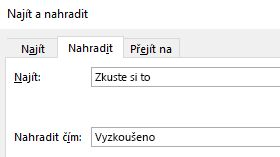 Najít a nahradit
Najít Nahradit Přejít na
Najít: Zkuste si to
Nahradit čím: Vyzkoušeno